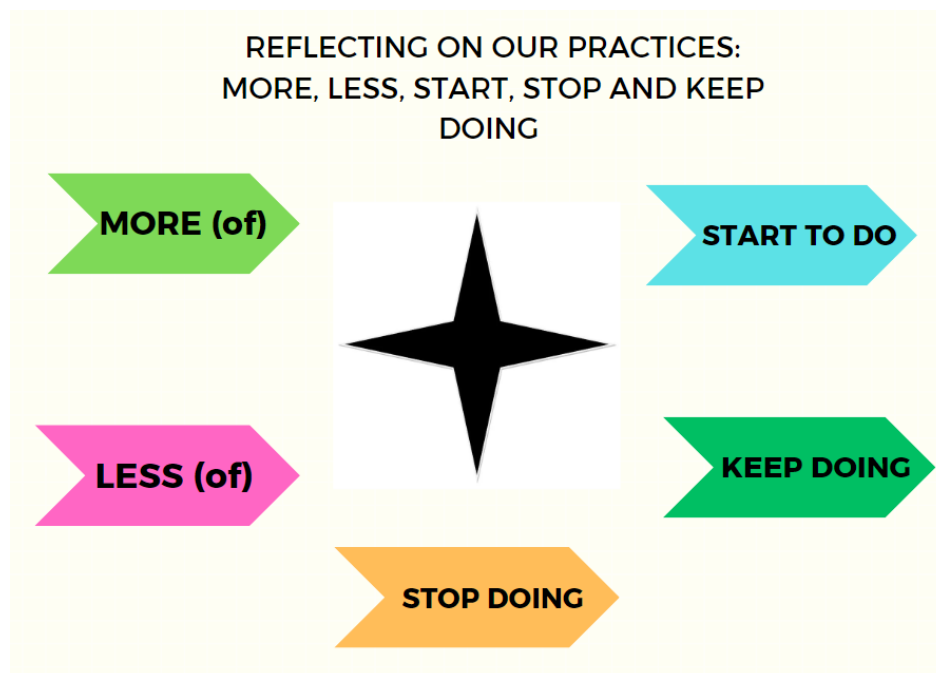 REFLECTING ON OUR PRACTICES:
MORE, LESS, START, STOP AND KEEP
DOING
MORE (of)
START TO DO
LESS (of)
KEEP DOING
STOP DOING